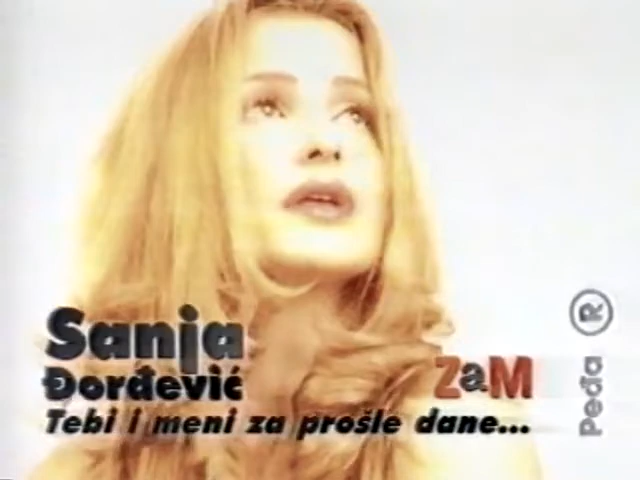 Sanja
Đorđević
Tebi i meni za prošle dane...
ZaM
Peđa ®